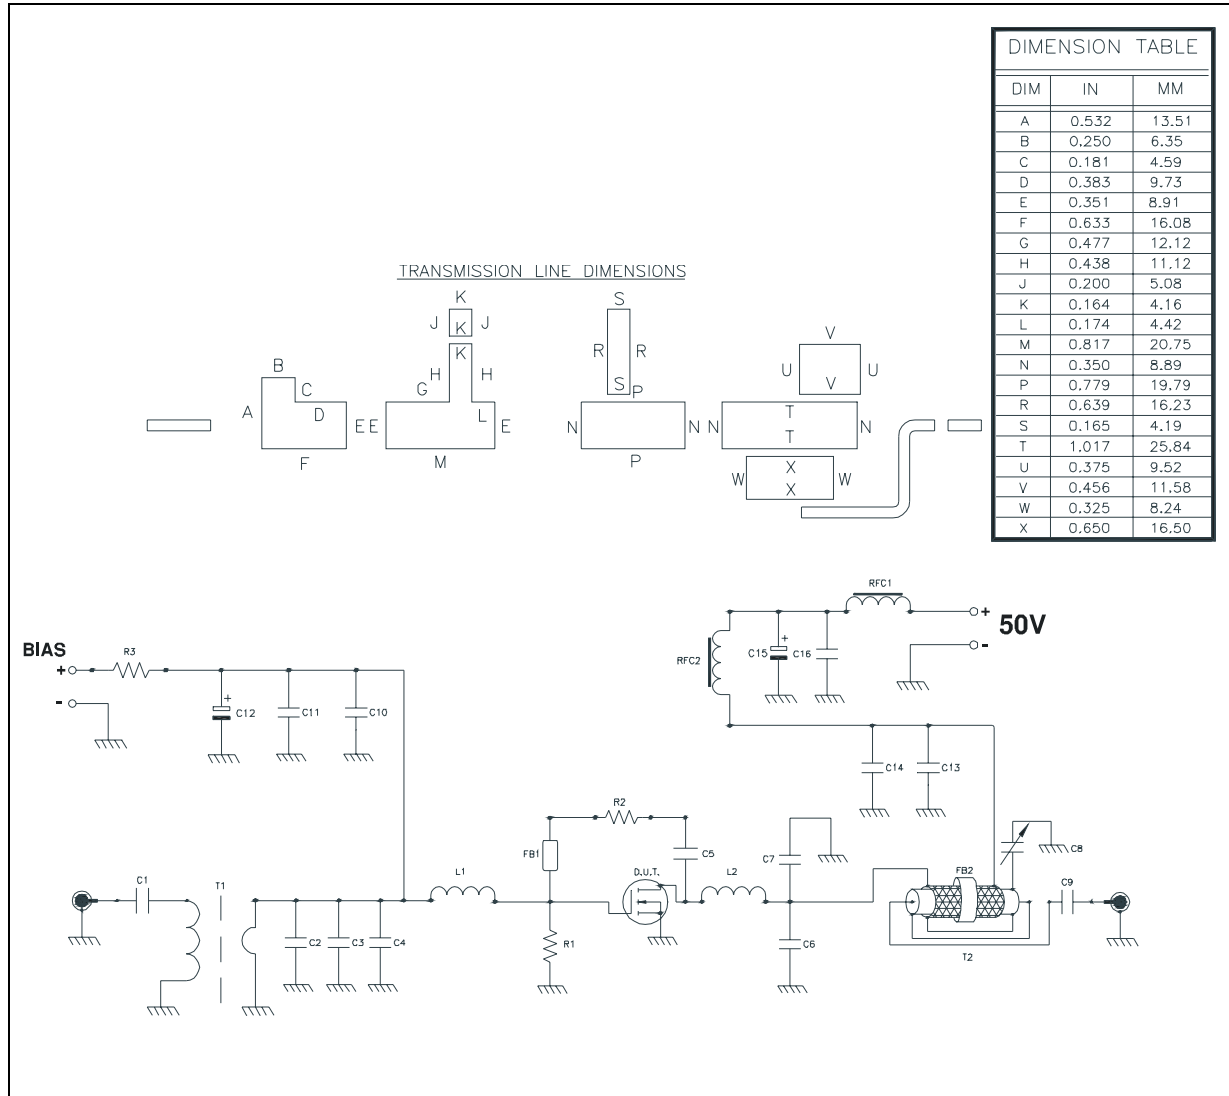 DIMENSION TABLE
DIM IN MM
A 0.532 13.51
B 0.250 6.35
C 0.181 4.59
D 0.383 9.73
E 0.351 8.91
F 0.633 16.08
G 0.477 12.12
H 0.438 11.12
J 0.200 5.08
K 0.164 4.16
L 0.174 4.42
M 0.817 20.75
N 0.350 8.89
P 0.779 19.79
R 0.639 16.23
S 0.165 4.19
T 1.017 25.84
U 0.375 9.52
V 0.456 11.58
W 0.325 8.24
X 0.650 16.50
TRANSMISSION LINE DIMENSIONS
K S
J K J
V
K R R
B H H U V U
C G S P
A D L T
E E E N N N N
T
F M P
X
W W
X
RFC1
+
50V
-
BIAS
+ R3
-
+
C12 C11 C10
RFC2
+
C15 C16
C14 C13
R2
FB1 C5 C7 C8
L1 D.U.T. L2 FB2 C9
C1 T1
C2 C3 C4 R1 C6
T2